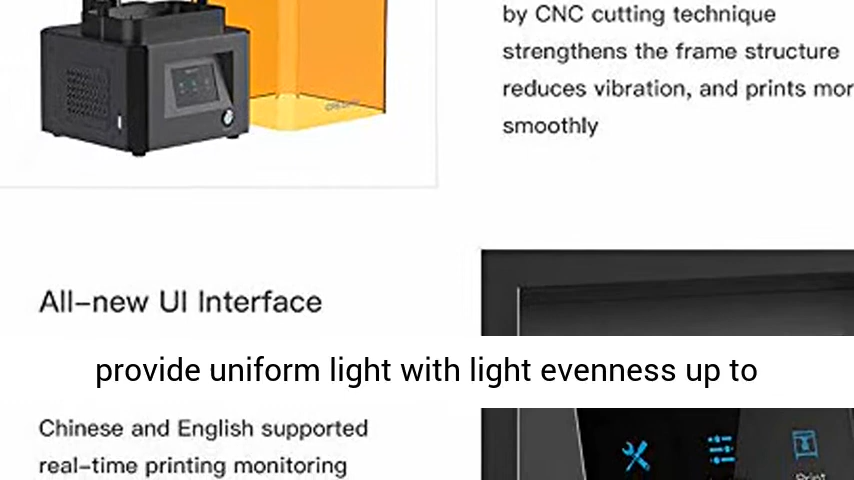 by CNC cutting technique
strengthens the frame structure
reduces vibration, and prints mor
smoothly
All-new UI Interface
provide uniform light with light evenness up to
Chinese and English supported
real-time printing monitoring
Print